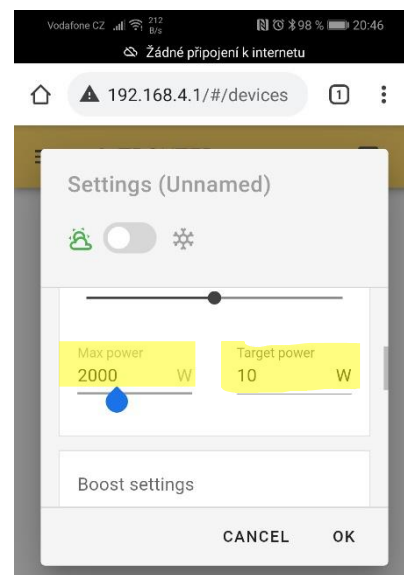 Vodafone CZ 212 B/s 98 % 20:46
Žádné připojení k internetu
192.168.4.1/#/devices 1
Settings (Unnamed)
Max power Target power
2000 W 10 W
Boost settings
CANCEL OK